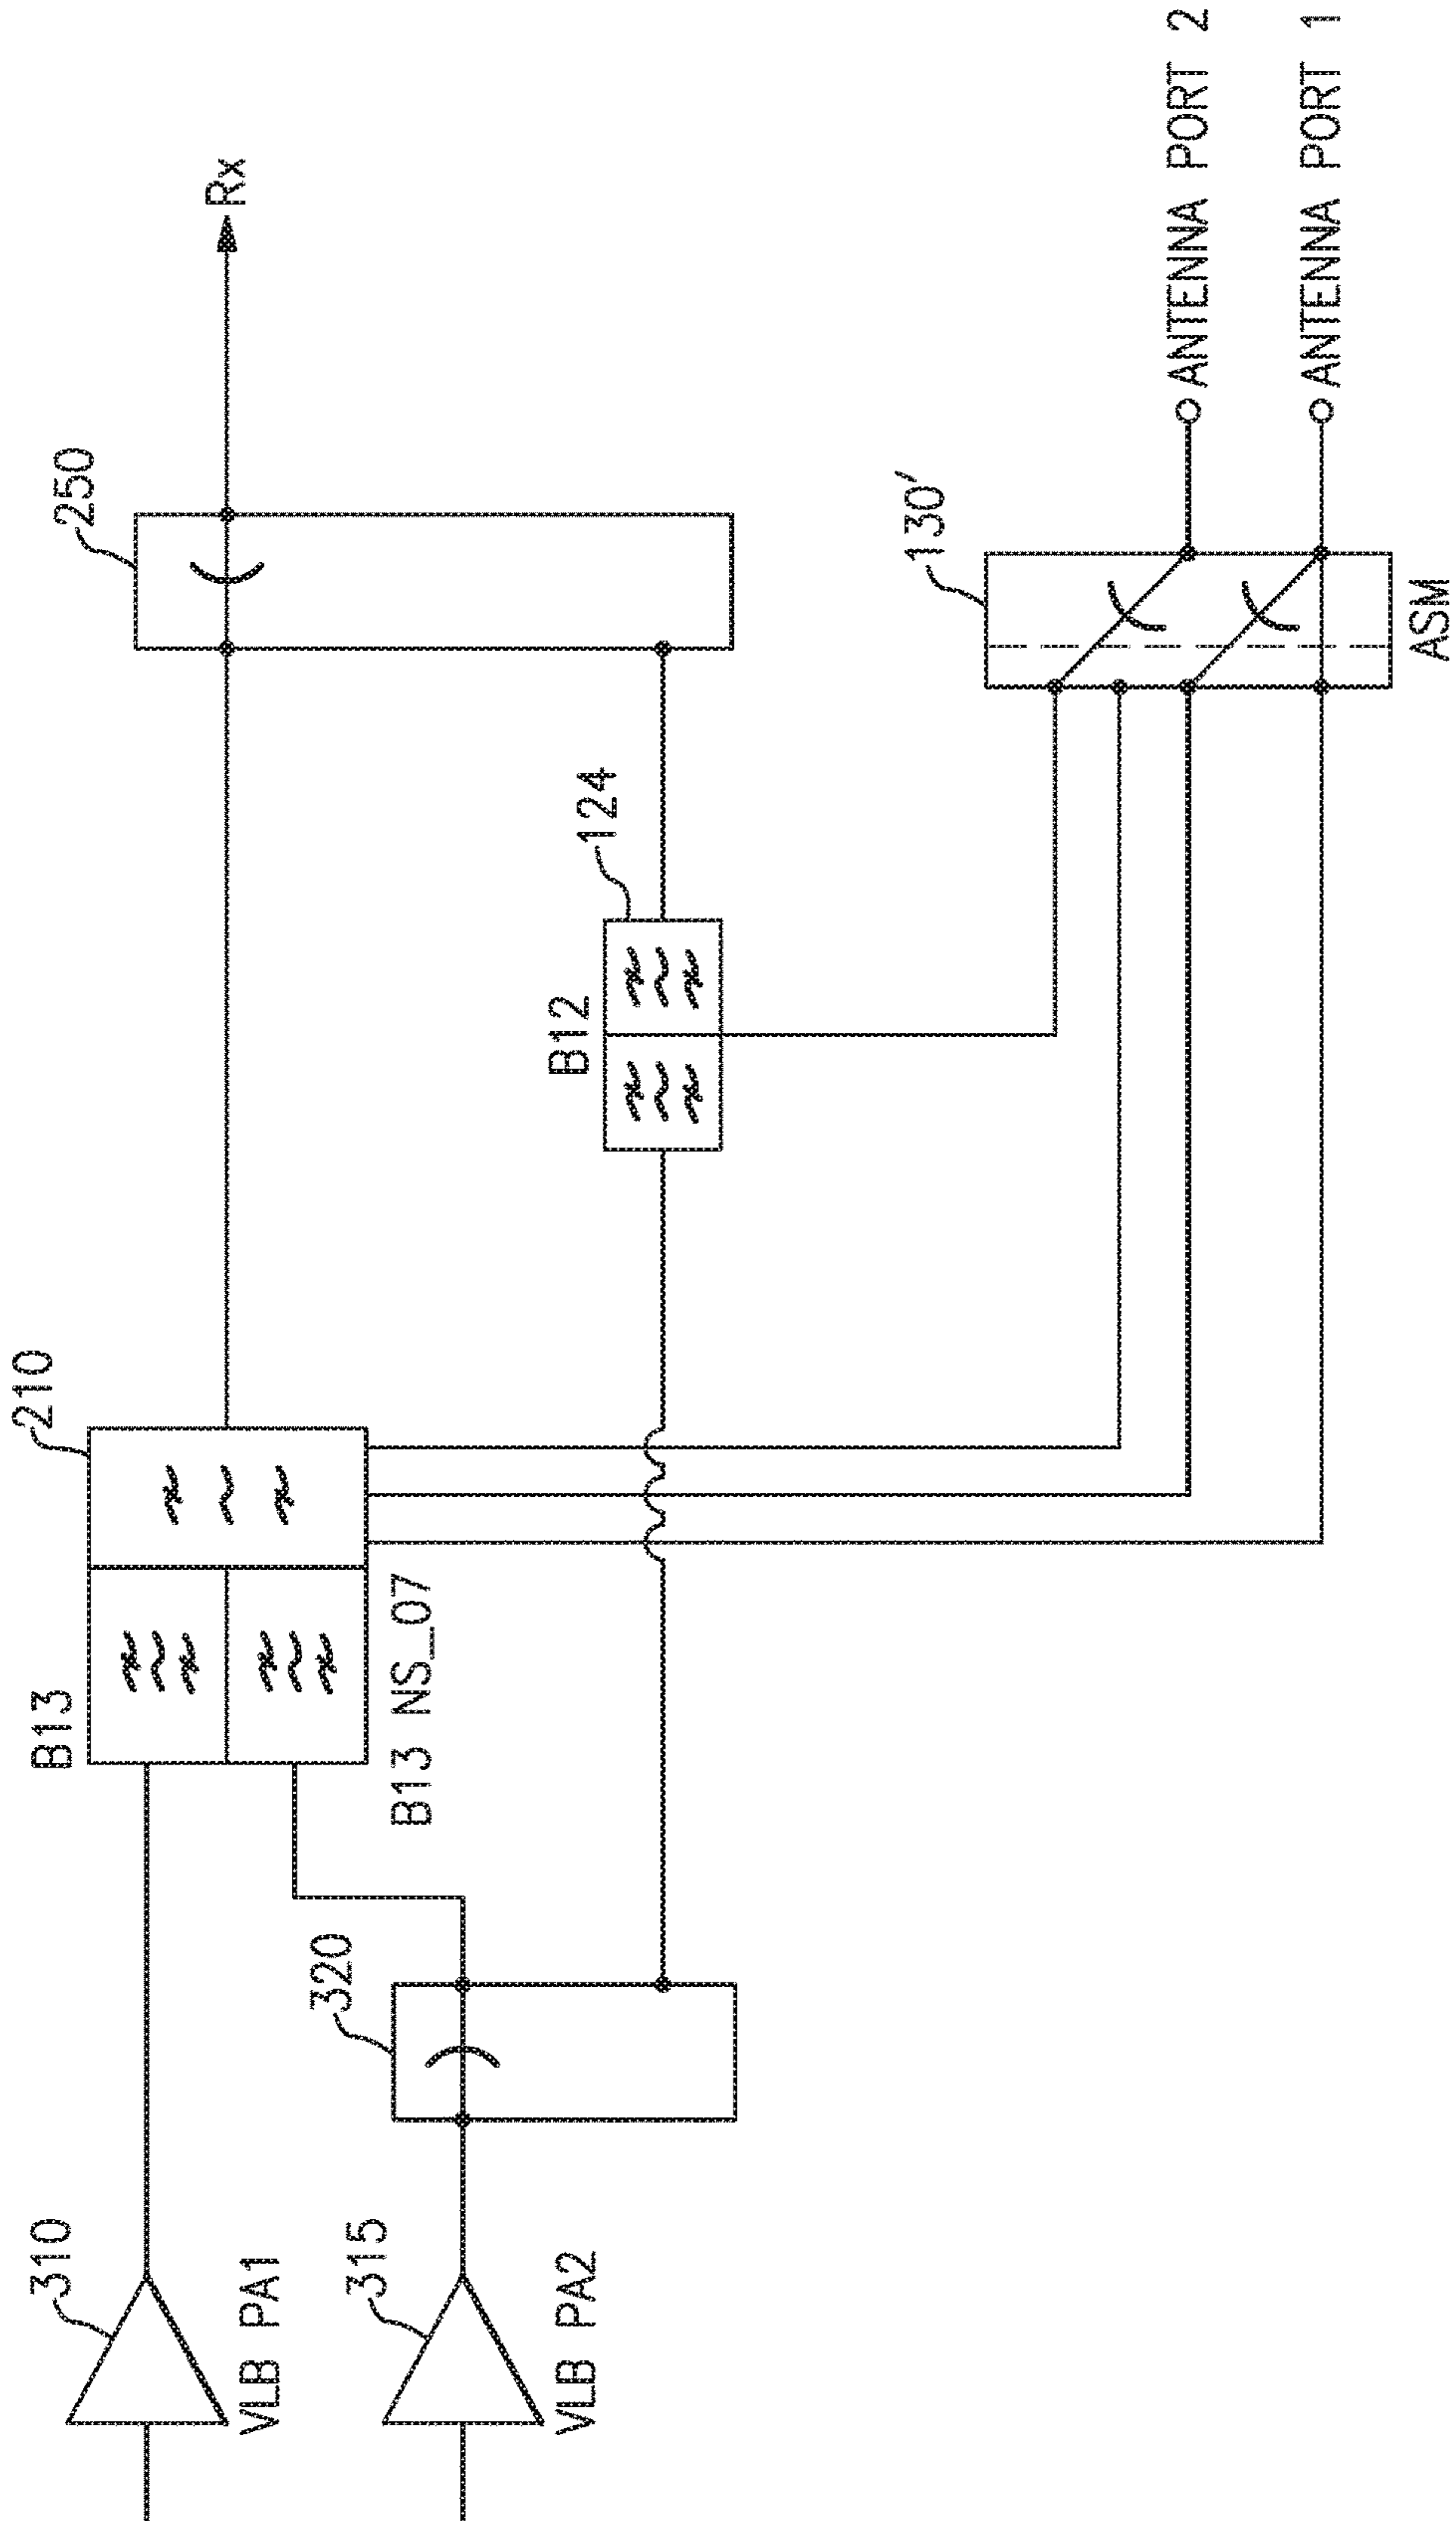 310
VLB PA1
315
VLB PA2
320
B13
B13 NS_07
210
B12
124
250
Rx
130'
ASM
ANTENNA PORT 2
ANTENNA PORT 1